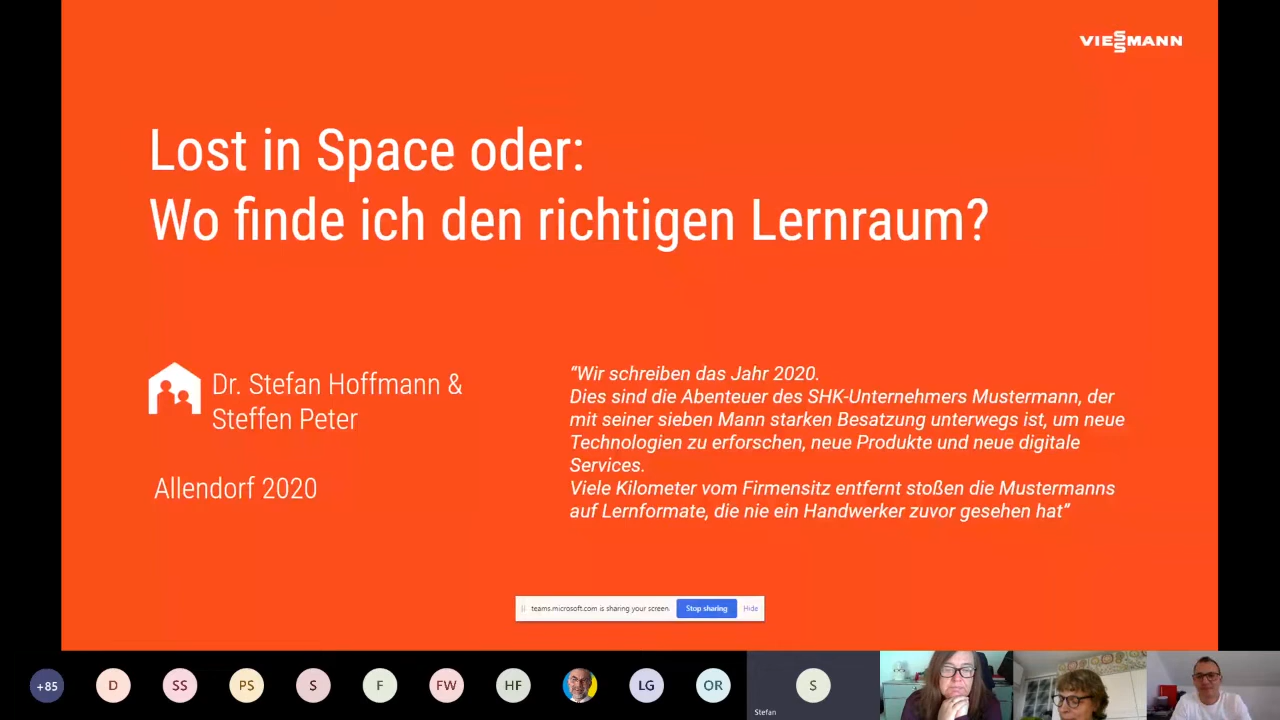 VIESSMANN
Lost in Space oder:
Wo finde ich den richtigen Lernraum?
Dr. Stefan Hoffmann &
Steffen Peter
Allendorf 2020
“Wir schreiben das Jahr 2020.
Dies sind die Abenteuer des SHK-Unternehmers Mustermann, der
mit seiner sieben Mann starken Besatzung unterwegs ist, um neue
Technologien zu erforschen, neue Produkte und neue digitale
Services.
Viele Kilometer vom Firmensitz entfernt stoßen die Mustermanns
auf Lernformate, die nie ein Handwerker zuvor gesehen hat”
teams.microsoft.com is sharing your screen. Stop sharing Hide
+85 D SS PS S F FW HF LG OR S
Stefan